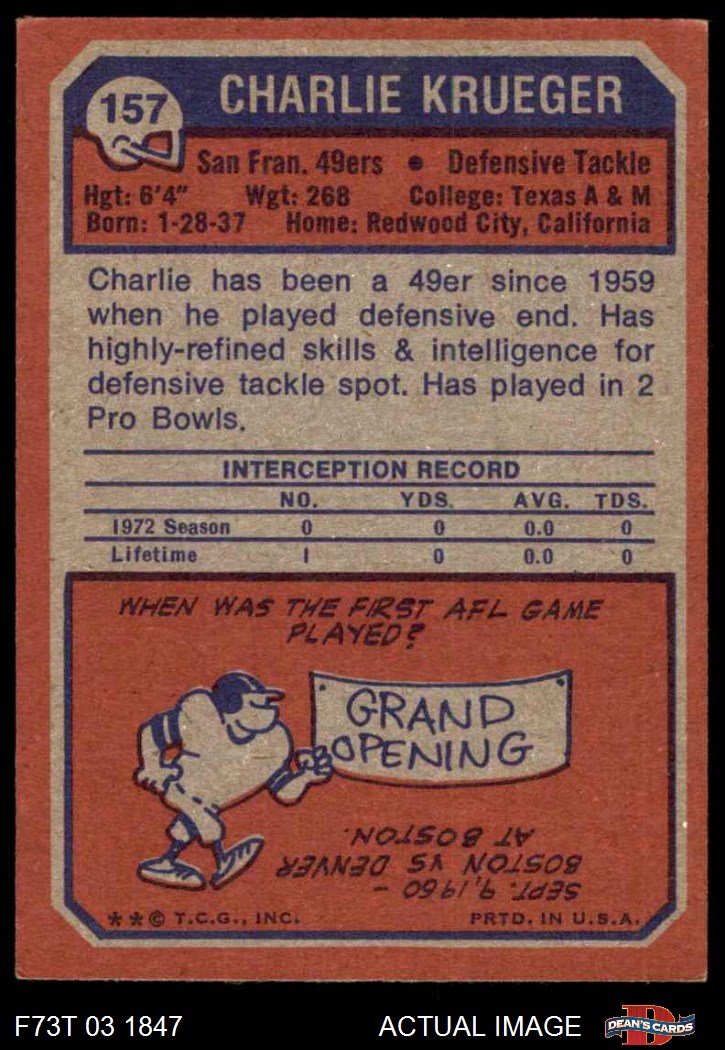 157
CHARLIE KRUEGER
San Fran. 49ers • Defensive Tackle
Hgt: 6'4" Wgt: 268 College: Texas A & M
Born: 1-28-37 Home: Redwood City, California
Charlie has been a 49er since 1959
when he played defensive end. Has
highly-refined skills & intelligence for
defensive tackle spot. Has played in 2
Pro Bowls.
INTERCEPTION RECORD
NO. YDS. AVG. TDS.
1972 Season 0 0 0.0 0
Lifetime 1 0 0.0 0
WHEN WAS THE FIRST AFL GAME
PLAYED?
GRAND
OPENING
SEPT. 9, 1960 -
BOSTON VS DENVER
AT BOSTON.
**© T.C.G., INC. PRTD. IN U.S.A.
F73T 03 1847 ACTUAL IMAGE
D
DEAN'S CARDS